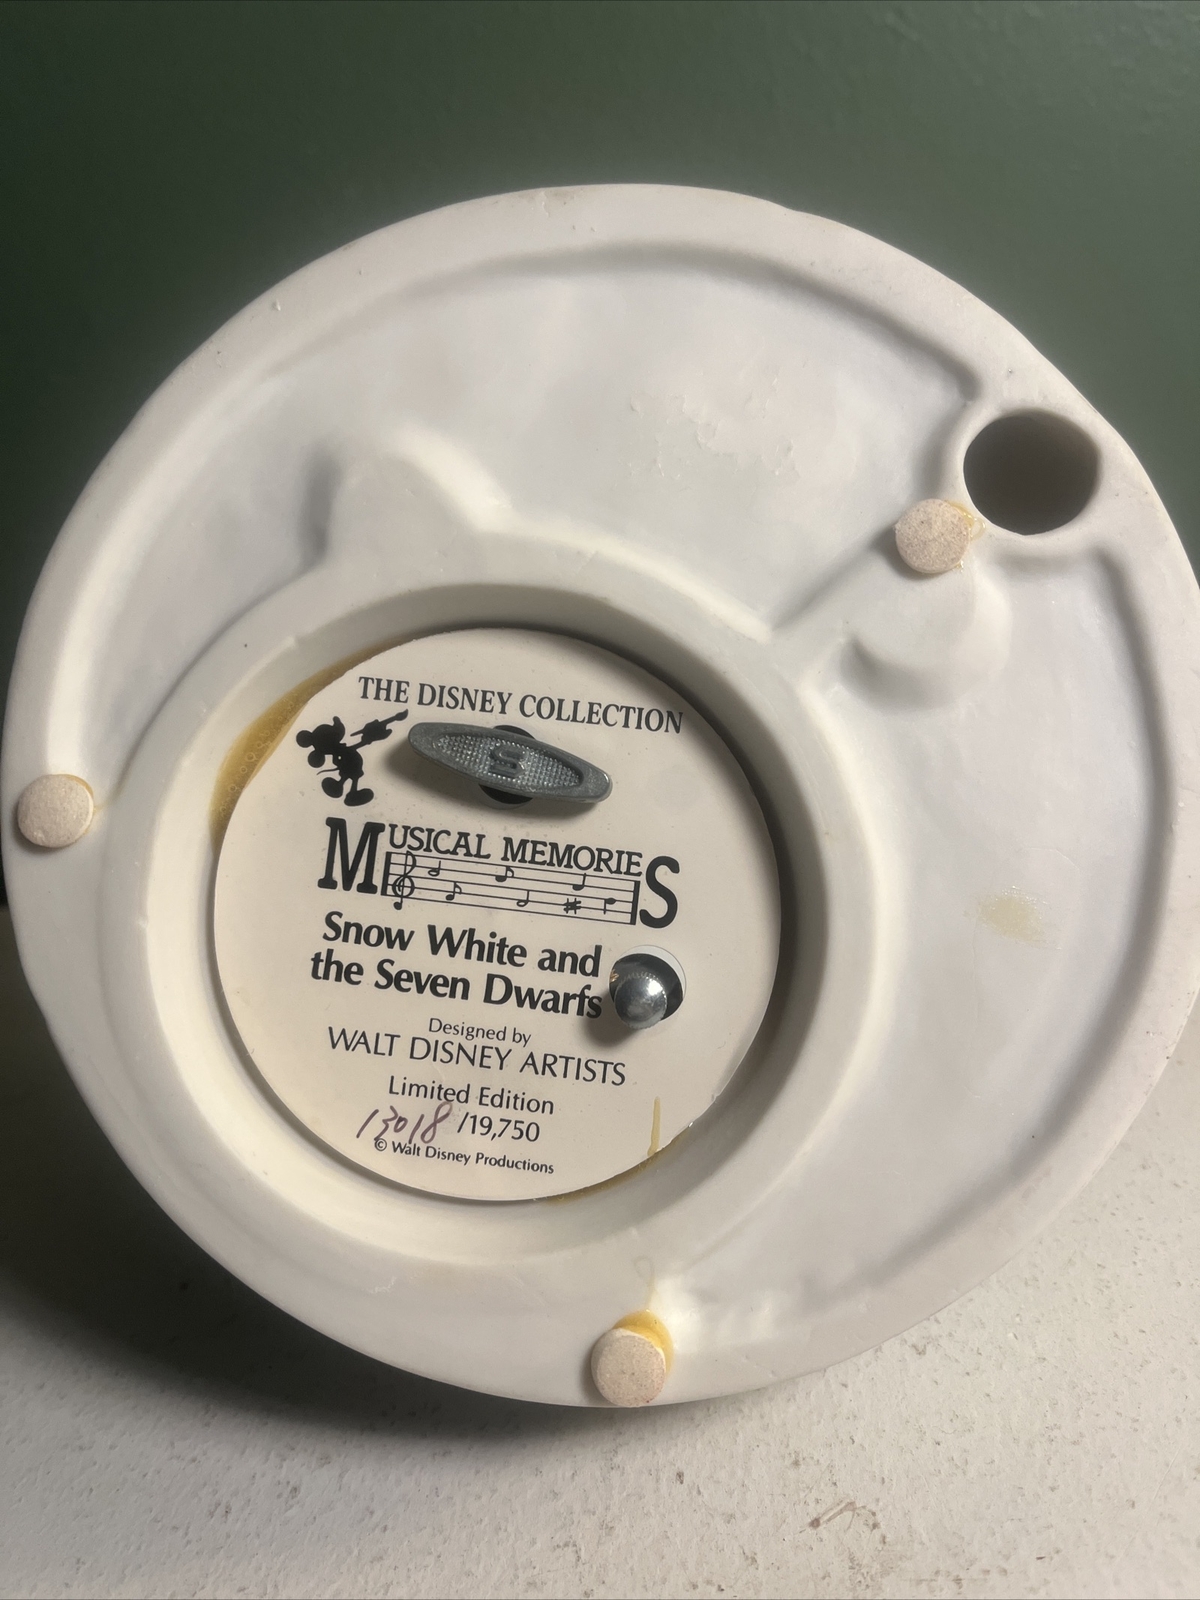 THE DISNEY COLLECTION
S
MUSICAL MEMORIES
Snow White and
the Seven Dwarfs
Designed by
WALT DISNEY ARTISTS
Limited Edition
13018 /19,750
© Walt Disney Productions